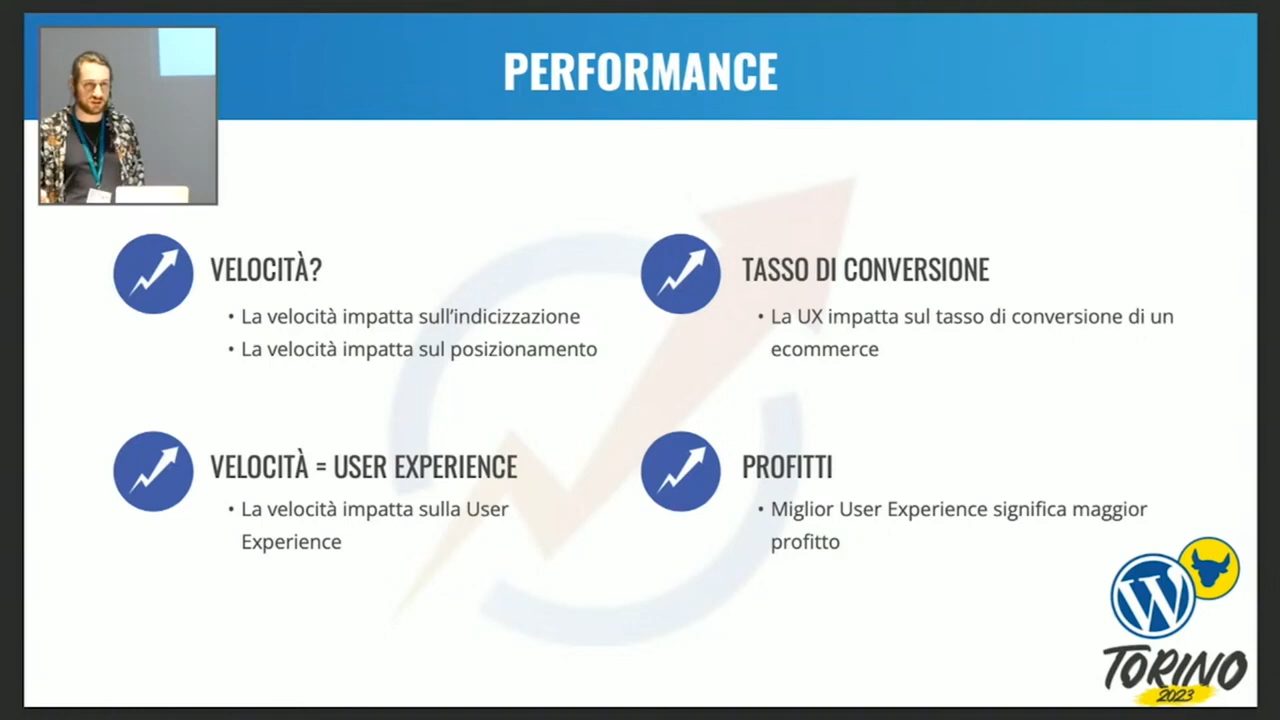 PERFORMANCE
VELOCITÀ?
• La velocità impatta sull'indicizzazione
• La velocità impatta sul posizionamento
TASSO DI CONVERSIONE
• La UX impatta sul tasso di conversione di un
ecommerce
VELOCITÀ = USER EXPERIENCE
• La velocità impatta sulla User
Experience
PROFITTI
• Miglior User Experience significa maggior
profitto
W
TORINO
2023